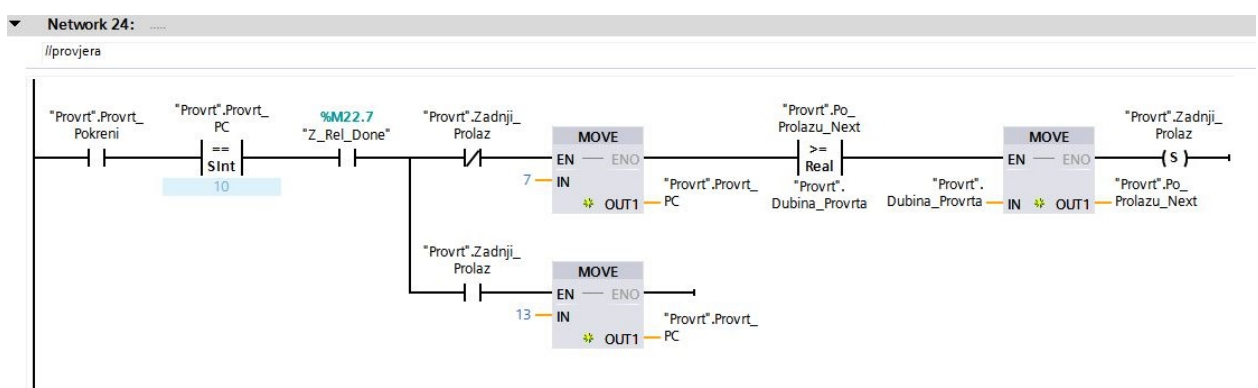 Network 24: .....
//provjera
"Provrt".Provrt_
Pokreni
"Provrt".Provrt_
PC
==
SInt
10
%M22.7
"Z_Rel_Done"
"Provrt".Zadnji_
Prolaz
MOVE
EN ENO
7 IN
OUT1
"Provrt".Provrt_
PC
"Provrt".Po_
Prolazu_Next
>=
Real
"Provrt".
Dubina_Provrta
MOVE
EN ENO
"Provrt".
Dubina_Provrta
IN OUT1
"Provrt".Po_
Prolazu_Next
"Provrt".Zadnji_
Prolaz
S
"Provrt".Zadnji_
Prolaz
MOVE
EN ENO
13 IN
OUT1
"Provrt".Provrt_
PC